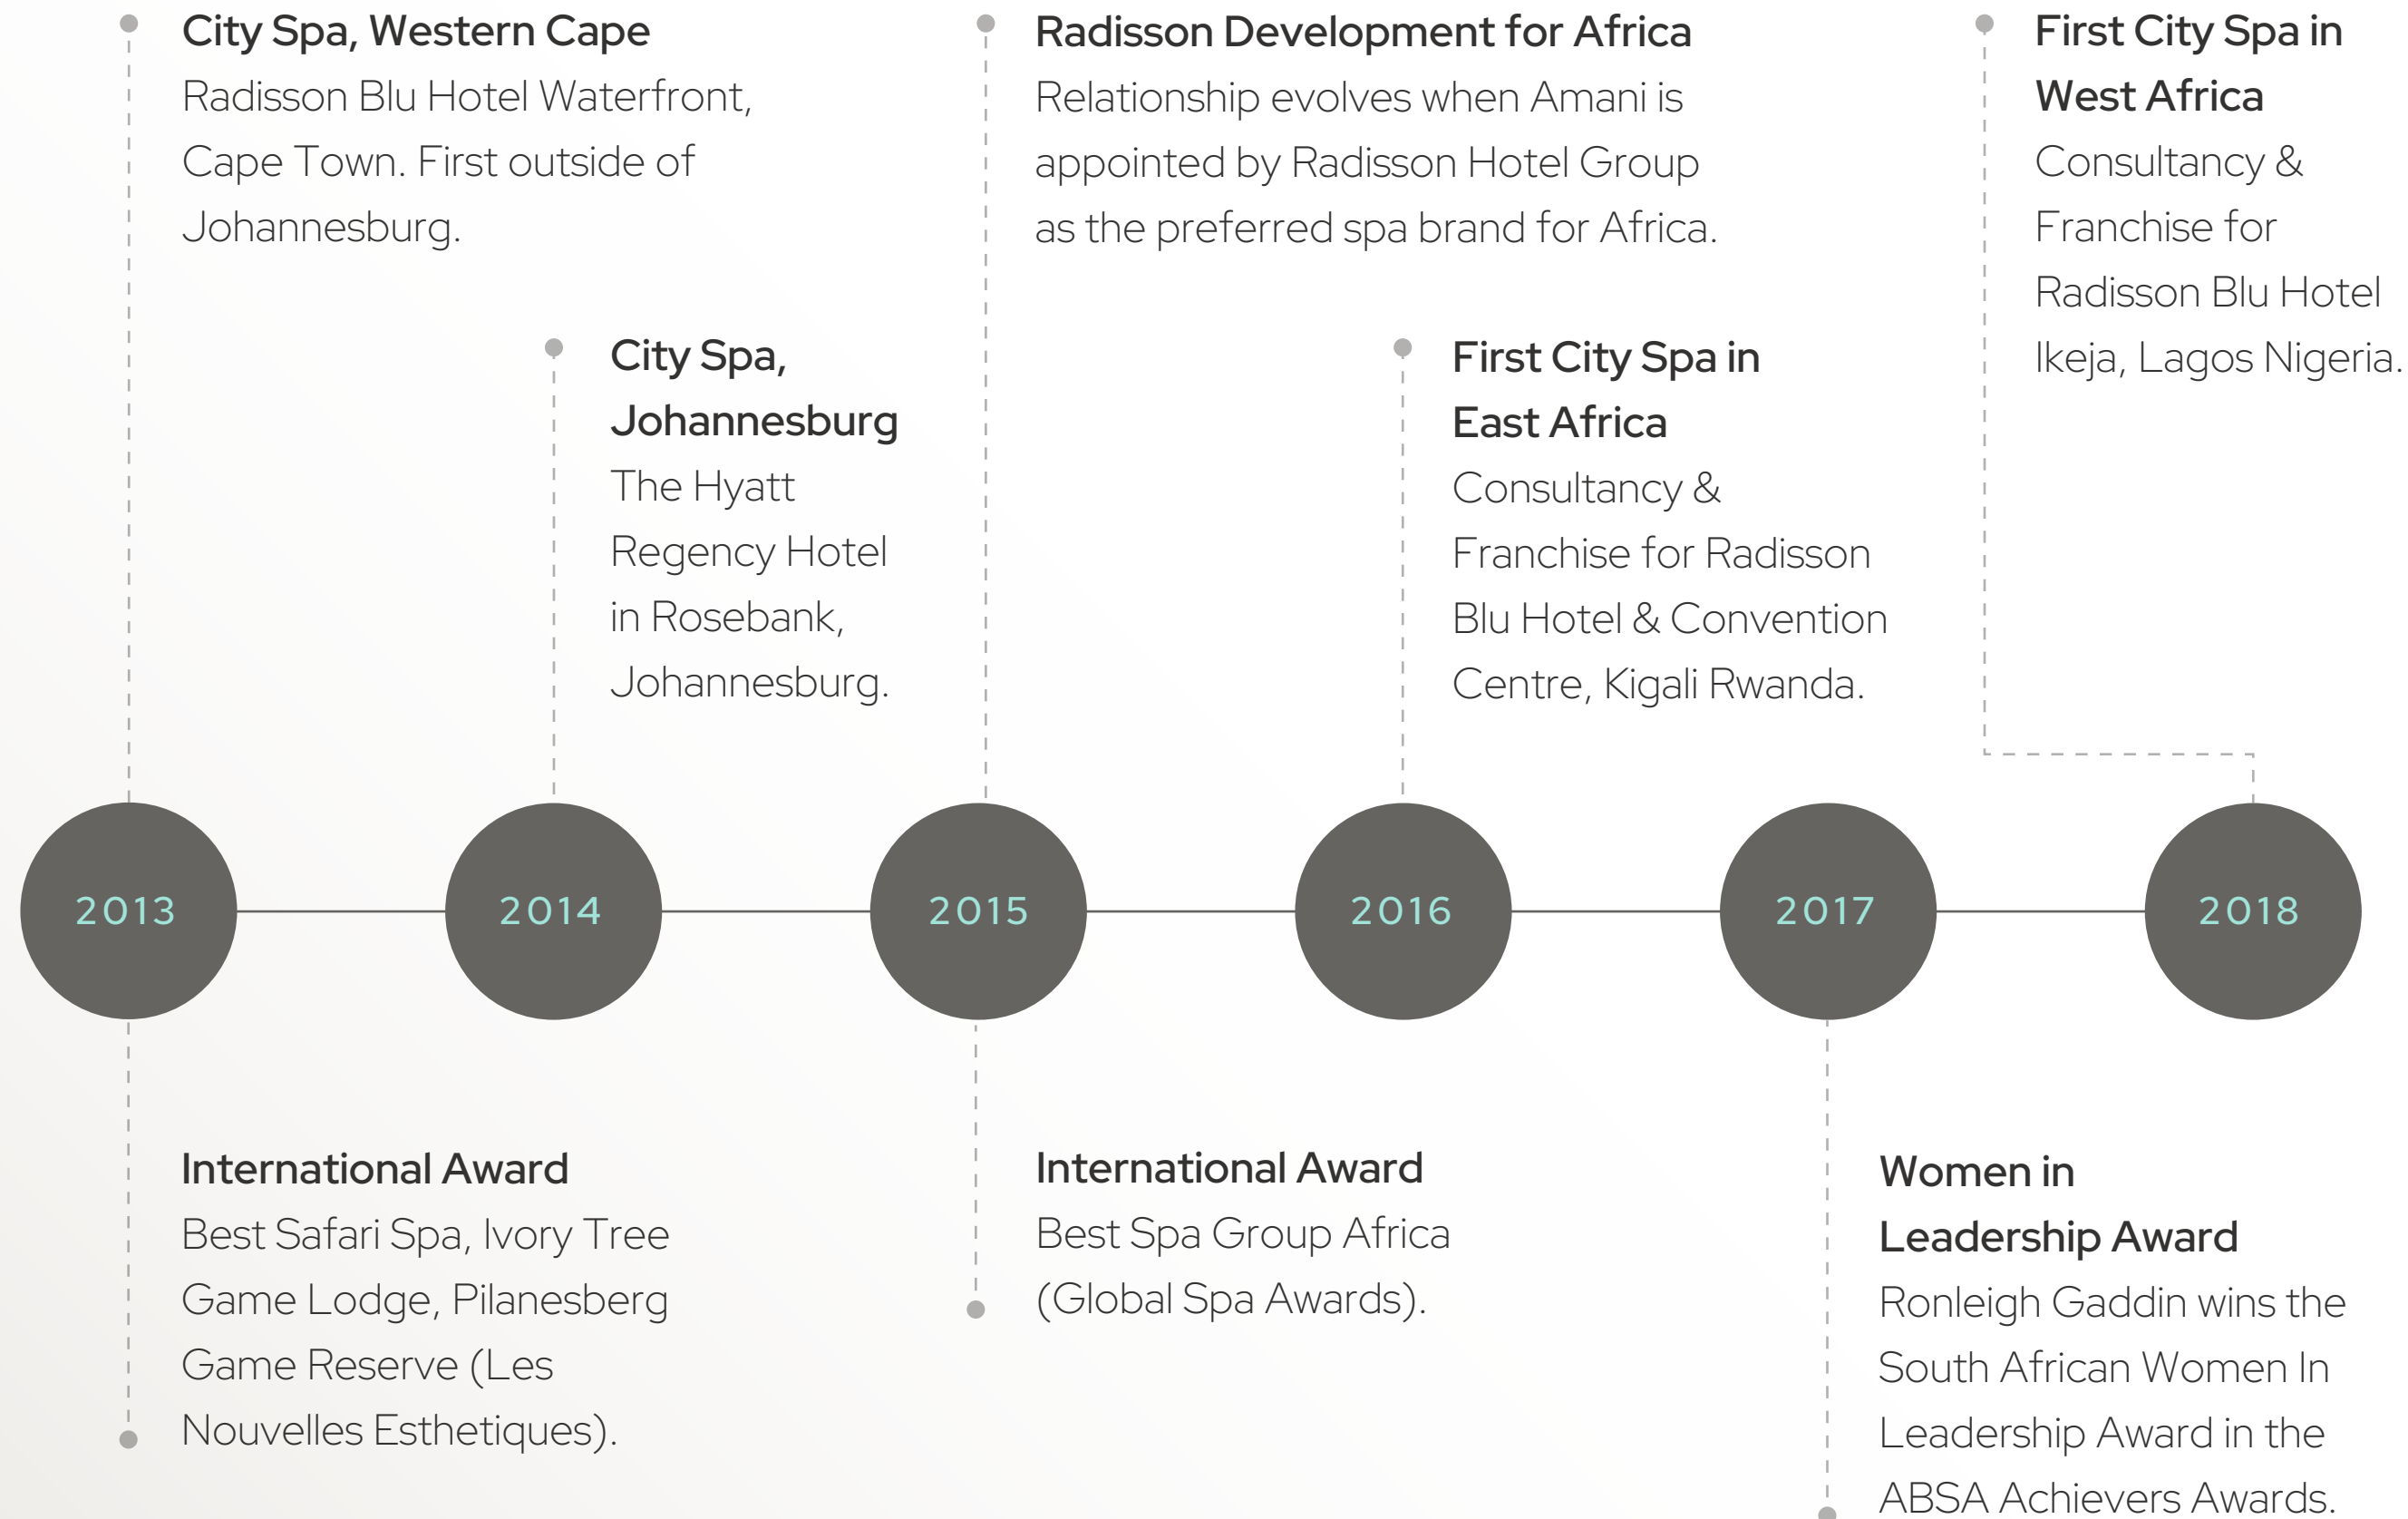 City Spa, Western Cape
Radisson Blu Hotel Waterfront,
Cape Town. First outside of
Johannesburg.
City Spa,
Johannesburg
The Hyatt
Regency Hotel
in Rosebank,
Johannesburg.
Radisson Development for Africa
Relationship evolves when Amani is
appointed by Radisson Hotel Group
as the preferred spa brand for Africa.
First City Spa in
East Africa
Consultancy &
Franchise for Radisson
Blu Hotel & Convention
Centre, Kigali Rwanda.
First City Spa in
West Africa
Consultancy &
Franchise for
Radisson Blu Hotel
Ikeja, Lagos Nigeria.
2013
2014
2015
2016
2017
2018
International Award
Best Safari Spa, Ivory Tree
Game Lodge, Pilanesberg
Game Reserve (Les
Nouvelles Esthetiques).
International Award
Best Spa Group Africa
(Global Spa Awards).
Women in
Leadership Award
Ronleigh Gaddin wins the
South African Women In
Leadership Award in the
ABSA Achievers Awards.